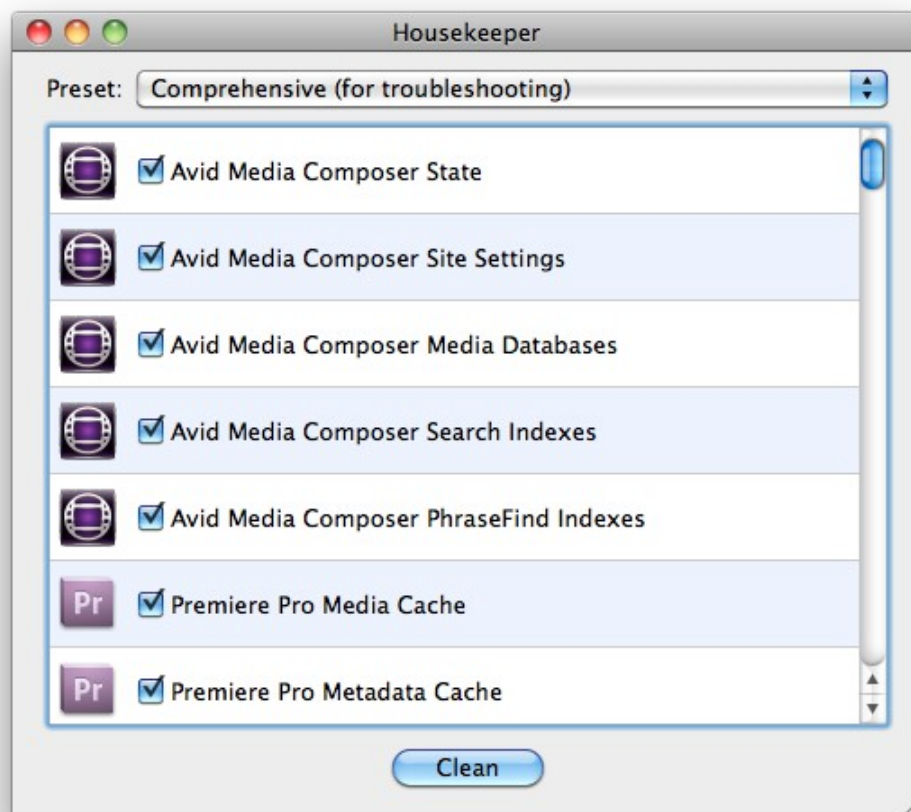 Housekeeper
Preset: Comprehensive (for troubleshooting)
Avid Media Composer State
Avid Media Composer Site Settings
Avid Media Composer Media Databases
Avid Media Composer Search Indexes
Avid Media Composer PhraseFind Indexes
Pr Premiere Pro Media Cache
Pr Premiere Pro Metadata Cache
Clean